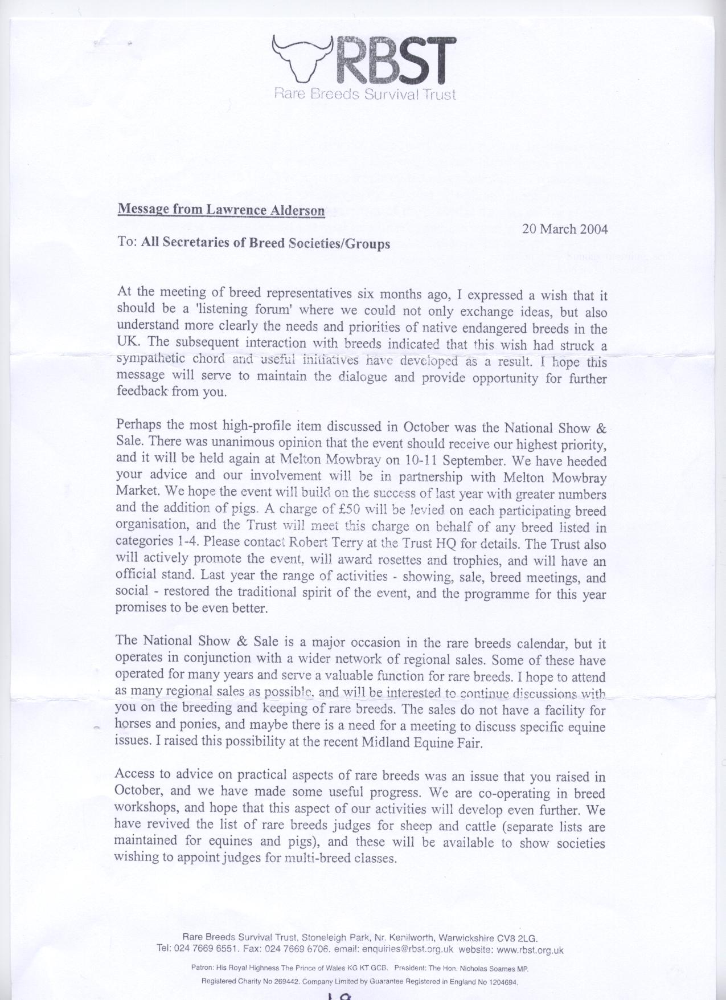 RBST
Rare Breeds Survival Trust
Message from Lawrence Alderson
20 March 2004
To: All Secretaries of Breed Societies/Groups
At the meeting of breed representatives six months ago, I expressed a wish that it
should be a 'listening forum' where we could not only exchange ideas, but also
understand more clearly the needs and priorities of native endangered breeds in the
UK. The subsequent interaction with breeds indicated that this wish had struck a
sympathetic chord and useful initiatives have developed as a result. I hope this
message will serve to maintain the dialogue and provide opportunity for further
feedback from you.
Perhaps the most high-profile item discussed in October was the National Show &
Sale. There was unanimous opinion that the event should receive our highest priority,
and it will be held again at Melton Mowbray on 10-11 September. We have heeded
your advice and our involvement will be in partnership with Melton Mowbray
Market. We hope the event will build on the success of last year with greater numbers
and the addition of pigs. A charge of £50 will be levied on each participating breed
organisation, and the Trust will meet this charge on behalf of any breed listed in
categories 1-4. Please contact Robert Terry at the Trust HQ for details. The Trust also
will actively promote the event, will award rosettes and trophies, and will have an
official stand. Last year the range of activities - showing, sale, breed meetings, and
social - restored the traditional spirit of the event, and the programme for this year
promises to be even better.
The National Show & Sale is a major occasion in the rare breeds calendar, but it
operates in conjunction with a wider network of regional sales. Some of these have
operated for many years and serve a valuable function for rare breeds. I hope to attend
as many regional sales as possible, and will be interested to continue discussions with
you on the breeding and keeping of rare breeds. The sales do not have a facility for
horses and ponies, and maybe there is a need for a meeting to discuss specific equine
issues. I raised this possibility at the recent Midland Equine Fair.
Access to advice on practical aspects of rare breeds was an issue that you raised in
October, and we have made some useful progress. We are co-operating in breed
workshops, and hope that this aspect of our activities will develop even further. We
have revived the list of rare breeds judges for sheep and cattle (separate lists are
maintained for equines and pigs), and these will be available to show societies
wishing to appoint judges for multi-breed classes.
Rare Breeds Survival Trust, Stoneleigh Park, Nr. Kenilworth, Warwickshire CV8 2LG.
Tel: 024 7669 6551. Fax: 024 7669 6706. email: enquiries@rbst.org.uk website: www.rbst.org.uk
Patron: His Royal Highness The Prince of Wales KG KT GCB. President: The Hon. Nicholas Soames MP.
Registered Charity No 269442. Company Limited by Guarantee Registered in England No 1204694.